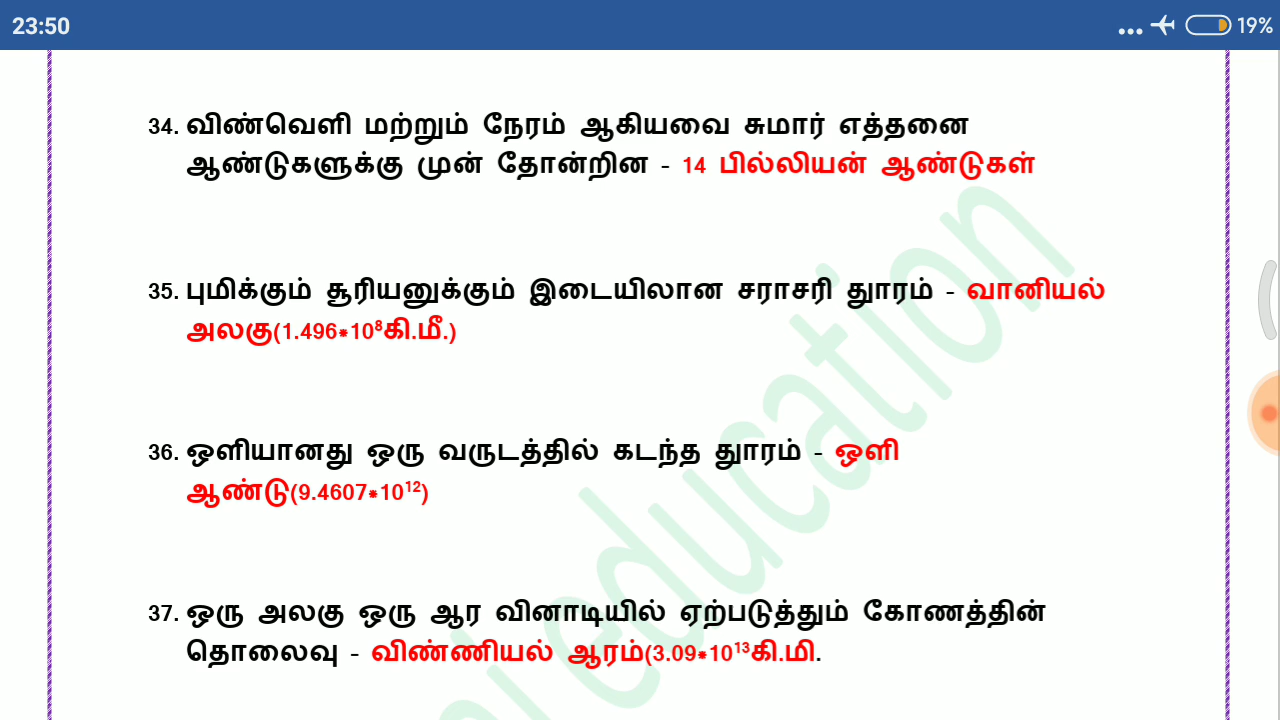 23:50 ... 19%
34. விண்வெளி மற்றும் நேரம் ஆகியவை சுமார் எத்தனை
ஆண்டுகளுக்கு முன் தோன்றின - 14 பில்லியன் ஆண்டுகள்
35. புமிக்கும் சூரியனுக்கும் இடையிலான சராசரி தூரம் - வானியல்
அலகு(1.496*10⁸கி.மீ.)
36. ஒளியானது ஒரு வருடத்தில் கடந்த தூரம் - ஒளி
ஆண்டு(9.4607*10¹²)
37. ஒரு அலகு ஒரு ஆர வினாடியில் ஏற்படுத்தும் கோணத்தின்
தொலைவு - விண்ணியல் ஆரம்(3.09*10¹³கி.மி.
education